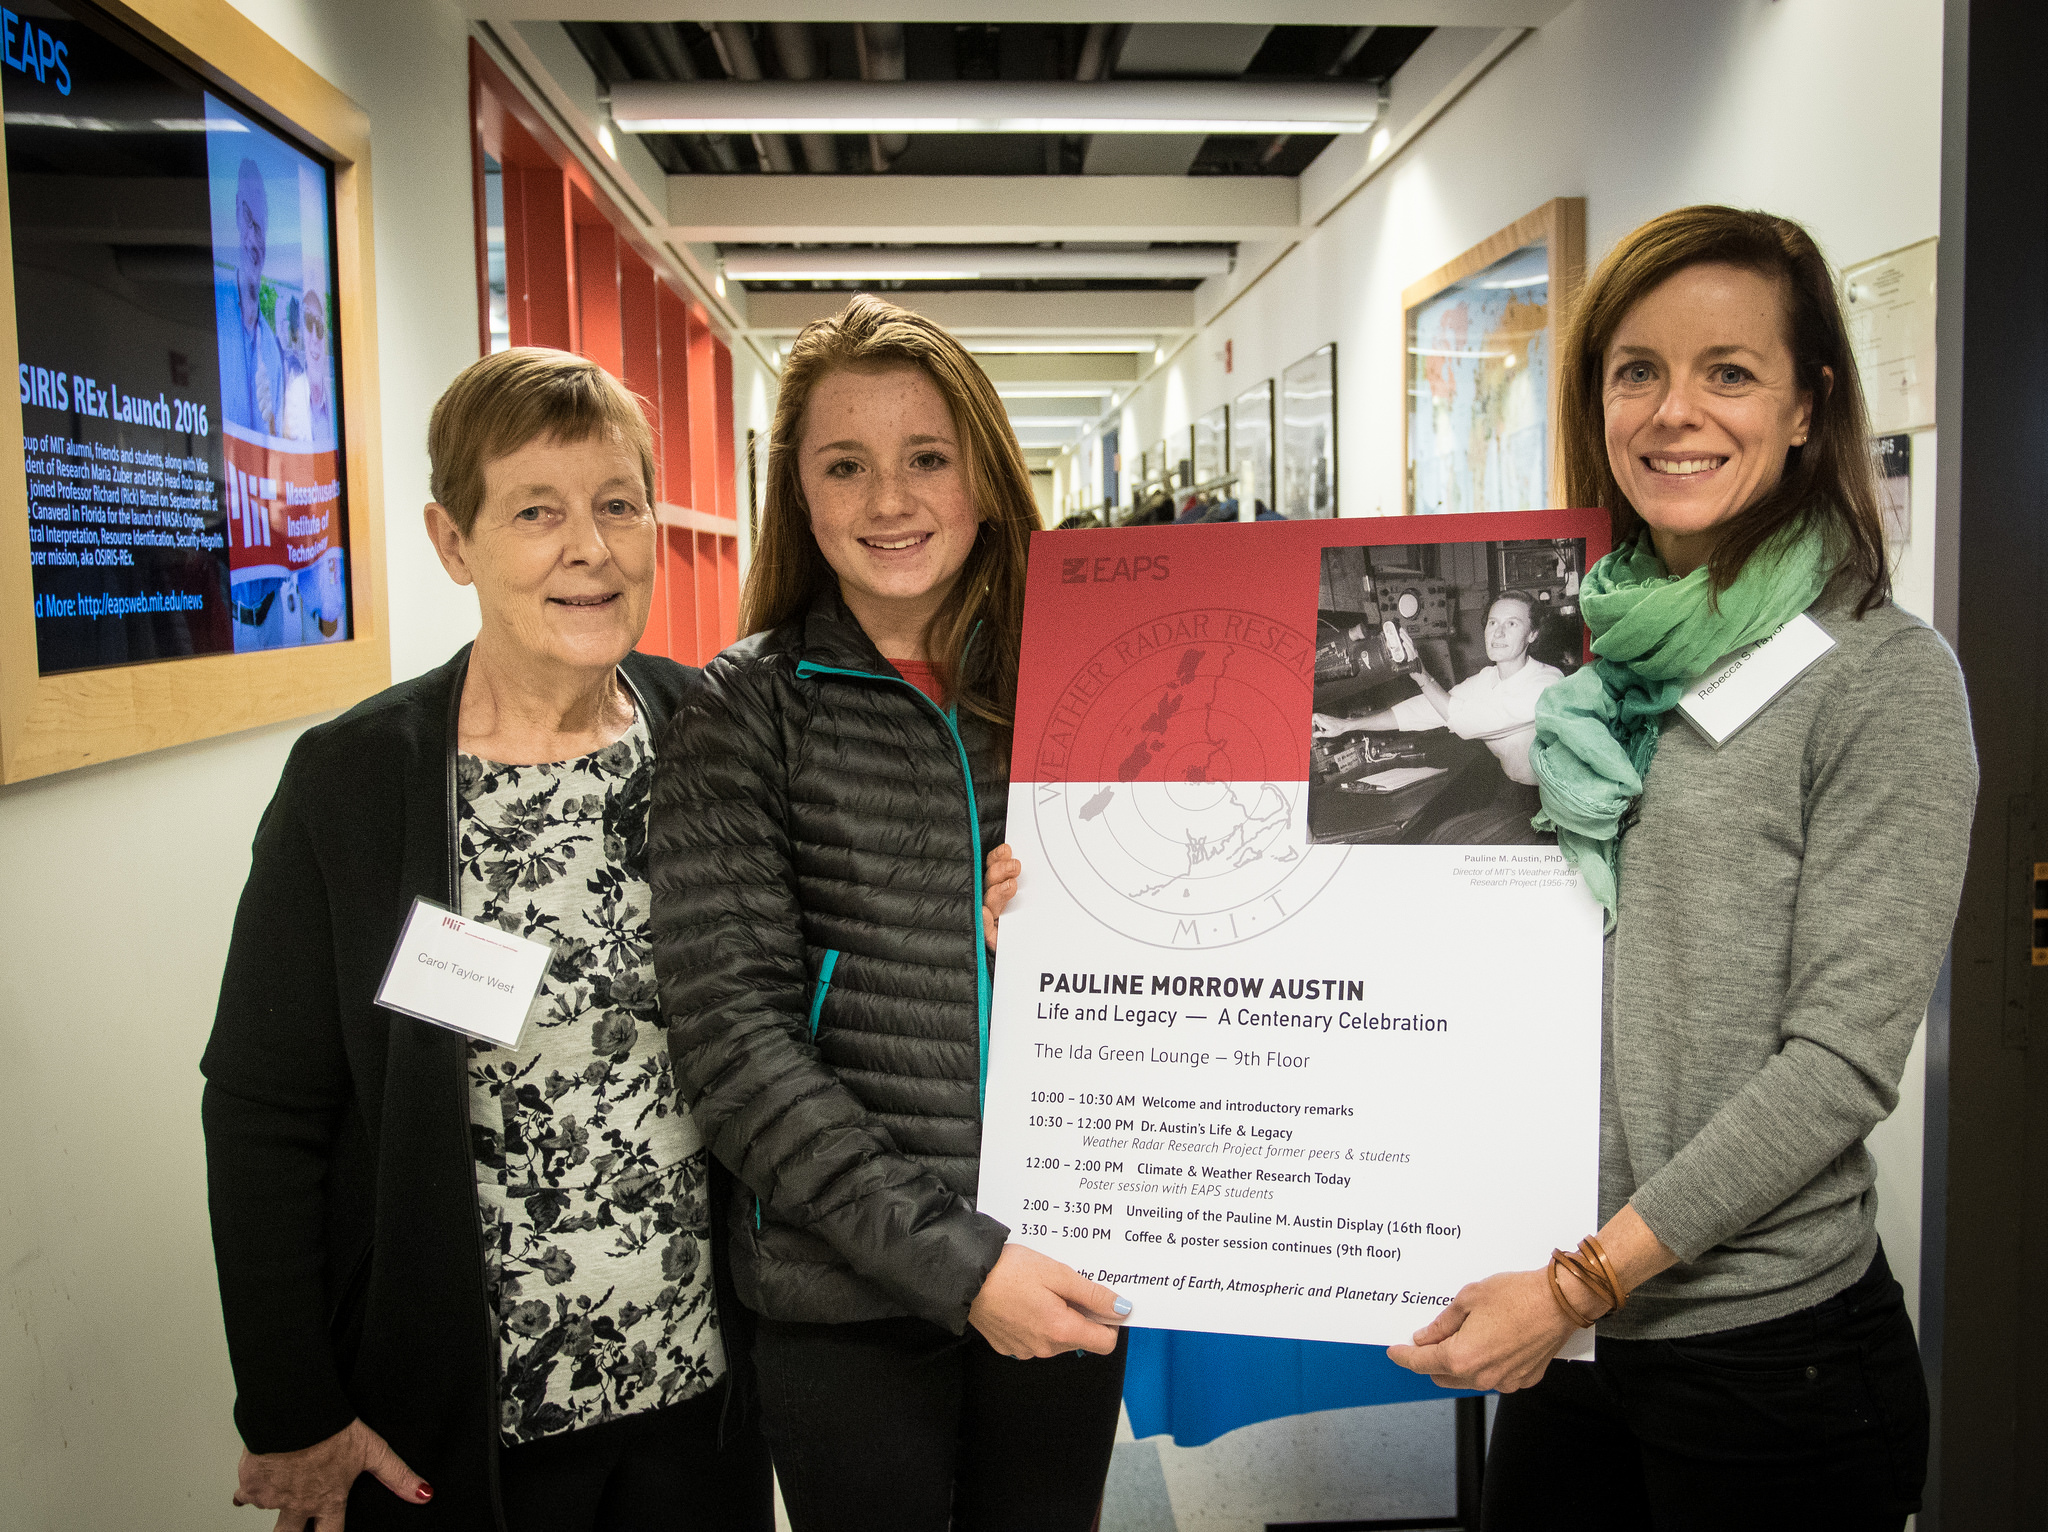 EAPS
SIRIS REx Launch 2016
oup of MIT alumni, friends and students, along with Vice
dent of Research Maria Zuber and EAPS Head Rob van der
joined Professor Richard (Rick) Binzel on September 8th at
e Canaveral in Florida for the launch of NASA's Origins,
tral Interpretation, Resource Identification, Security-Regolith
orer mission, aka OSIRIS-REx.
d More: http://eapsweb.mit.edu/news
MIT
Massachuse
Institute of
Technology
MIT
Carol Taylor West
EAPS
WEATHER RADAR RESEA
M·I·T
Pauline M. Austin, PhD
Director of MIT's Weather Radar
Research Project (1956-79)
PAULINE MORROW AUSTIN
Life and Legacy — A Centenary Celebration
The Ida Green Lounge – 9th Floor
10:00 – 10:30 AM Welcome and introductory remarks
10:30 – 12:00 PM Dr. Austin's Life & Legacy
Weather Radar Research Project former peers & students
12:00 – 2:00 PM Climate & Weather Research Today
Poster session with EAPS students
2:00 – 3:30 PM Unveiling of the Pauline M. Austin Display (16th floor)
3:30 – 5:00 PM Coffee & poster session continues (9th floor)
the Department of Earth, Atmospheric and Planetary Sciences
Rebecca S. Taylor